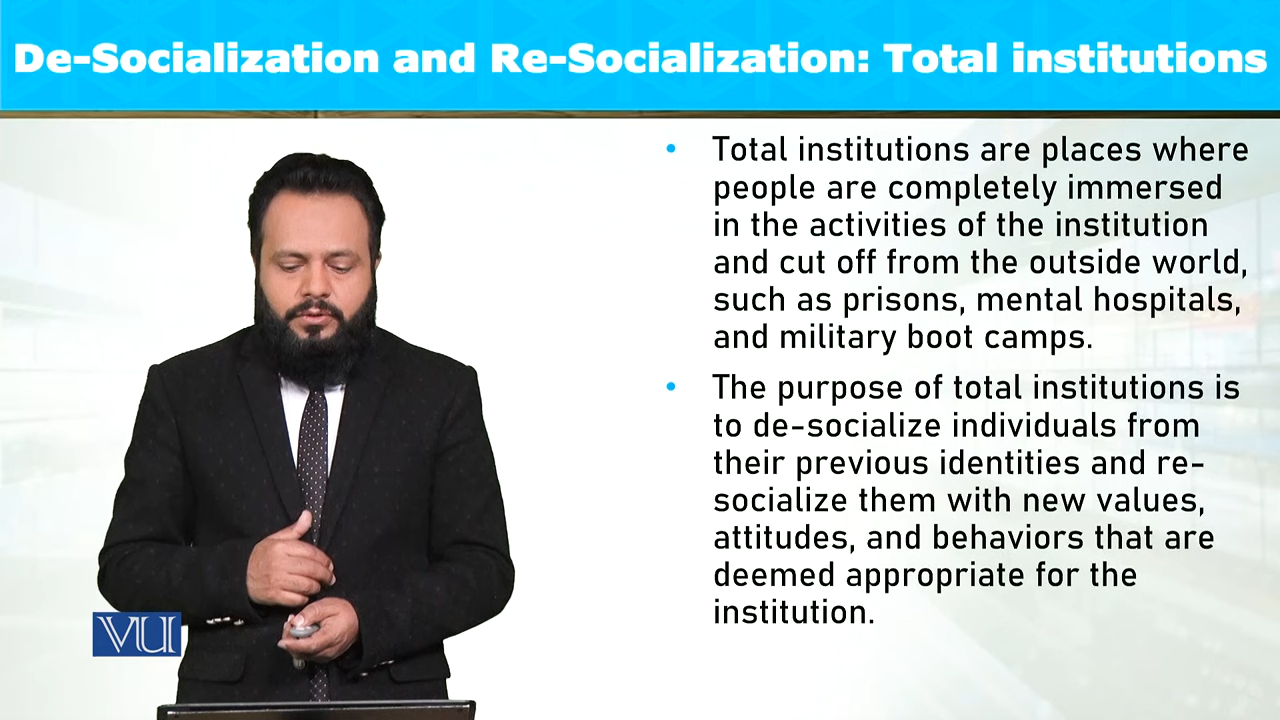 De-Socialization and Re-Socialization: Total institutions
• Total institutions are places where
people are completely immersed
in the activities of the institution
and cut off from the outside world,
such as prisons, mental hospitals,
and military boot camps.
• The purpose of total institutions is
to de-socialize individuals from
their previous identities and re-
socialize them with new values,
attitudes, and behaviors that are
deemed appropriate for the
institution.
VU